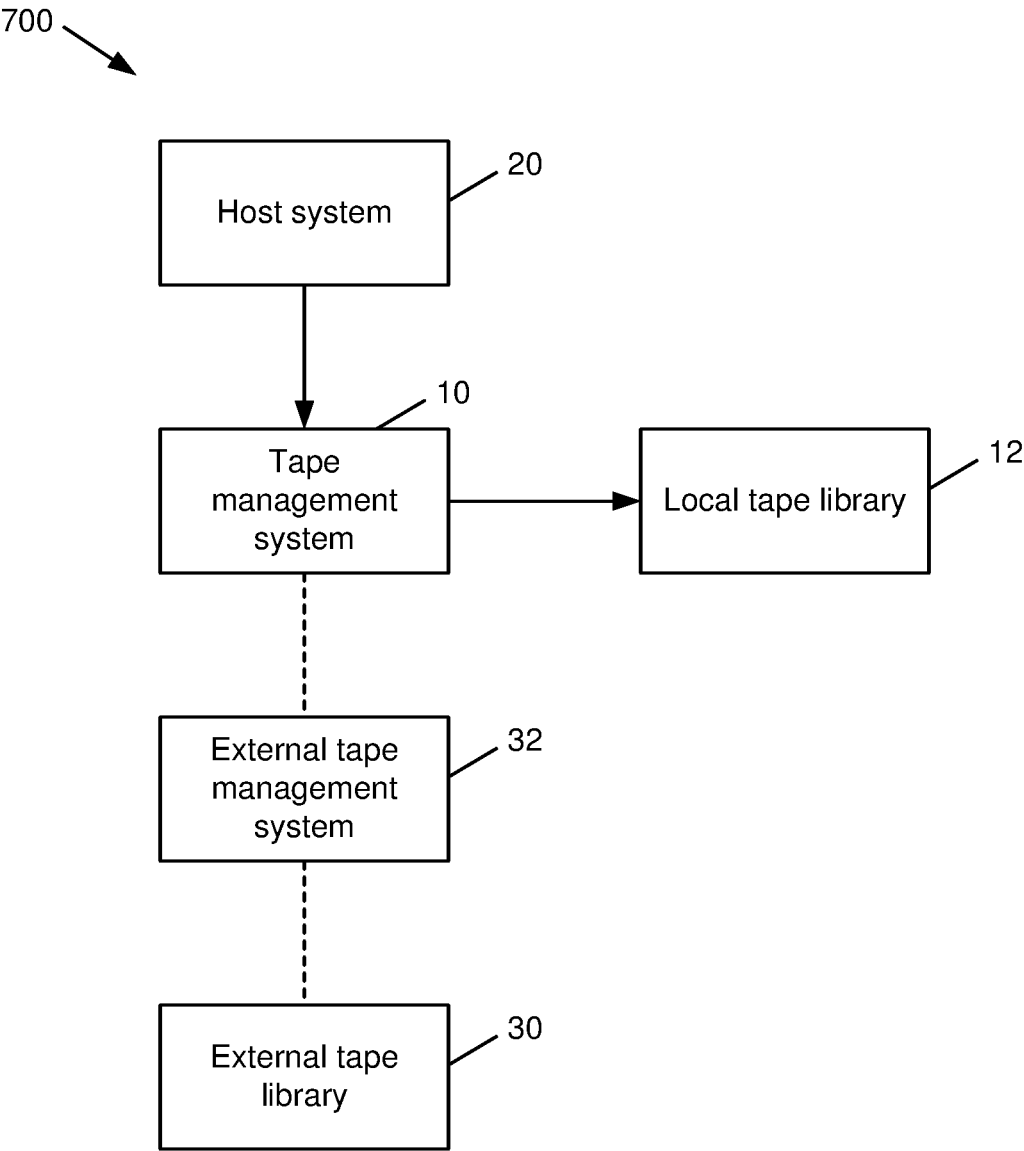 700
20
Host system
10
Tape
management
system
12
Local tape library
32
External tape
management
system
30
External tape
library